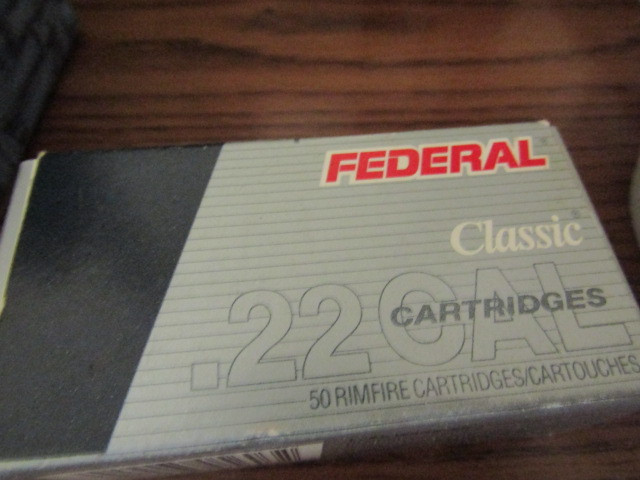 FEDERAL
Classic
.22 CAL
CARTRIDGES
50 RIMFIRE CARTRIDGES/CARTOUCHES